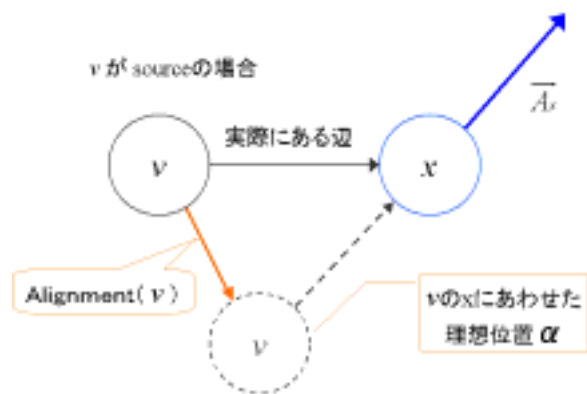 v が sourceの場合
A
実際にある辺
v
x
Alignment( v )
vのxにあわせた
理想位置 α
v